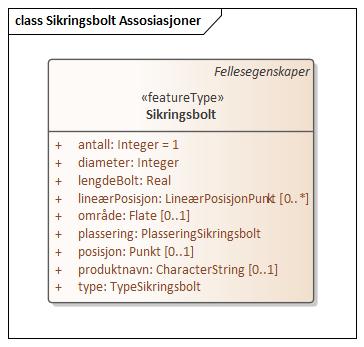 class Sikringsbolt Assosiasjoner
Fellesegenskaper
«featureType»
Sikringsbolt
+ antall: Integer = 1
+ diameter: Integer
+ lengdeBolt: Real
+ lineærPosisjon: LineærPosisjonPunkt [0..*]
+ område: Flate [0..1]
+ plassering: PlasseringSikringsbolt
+ posisjon: Punkt [0..1]
+ produktnavn: CharacterString [0..1]
+ type: TypeSikringsbolt